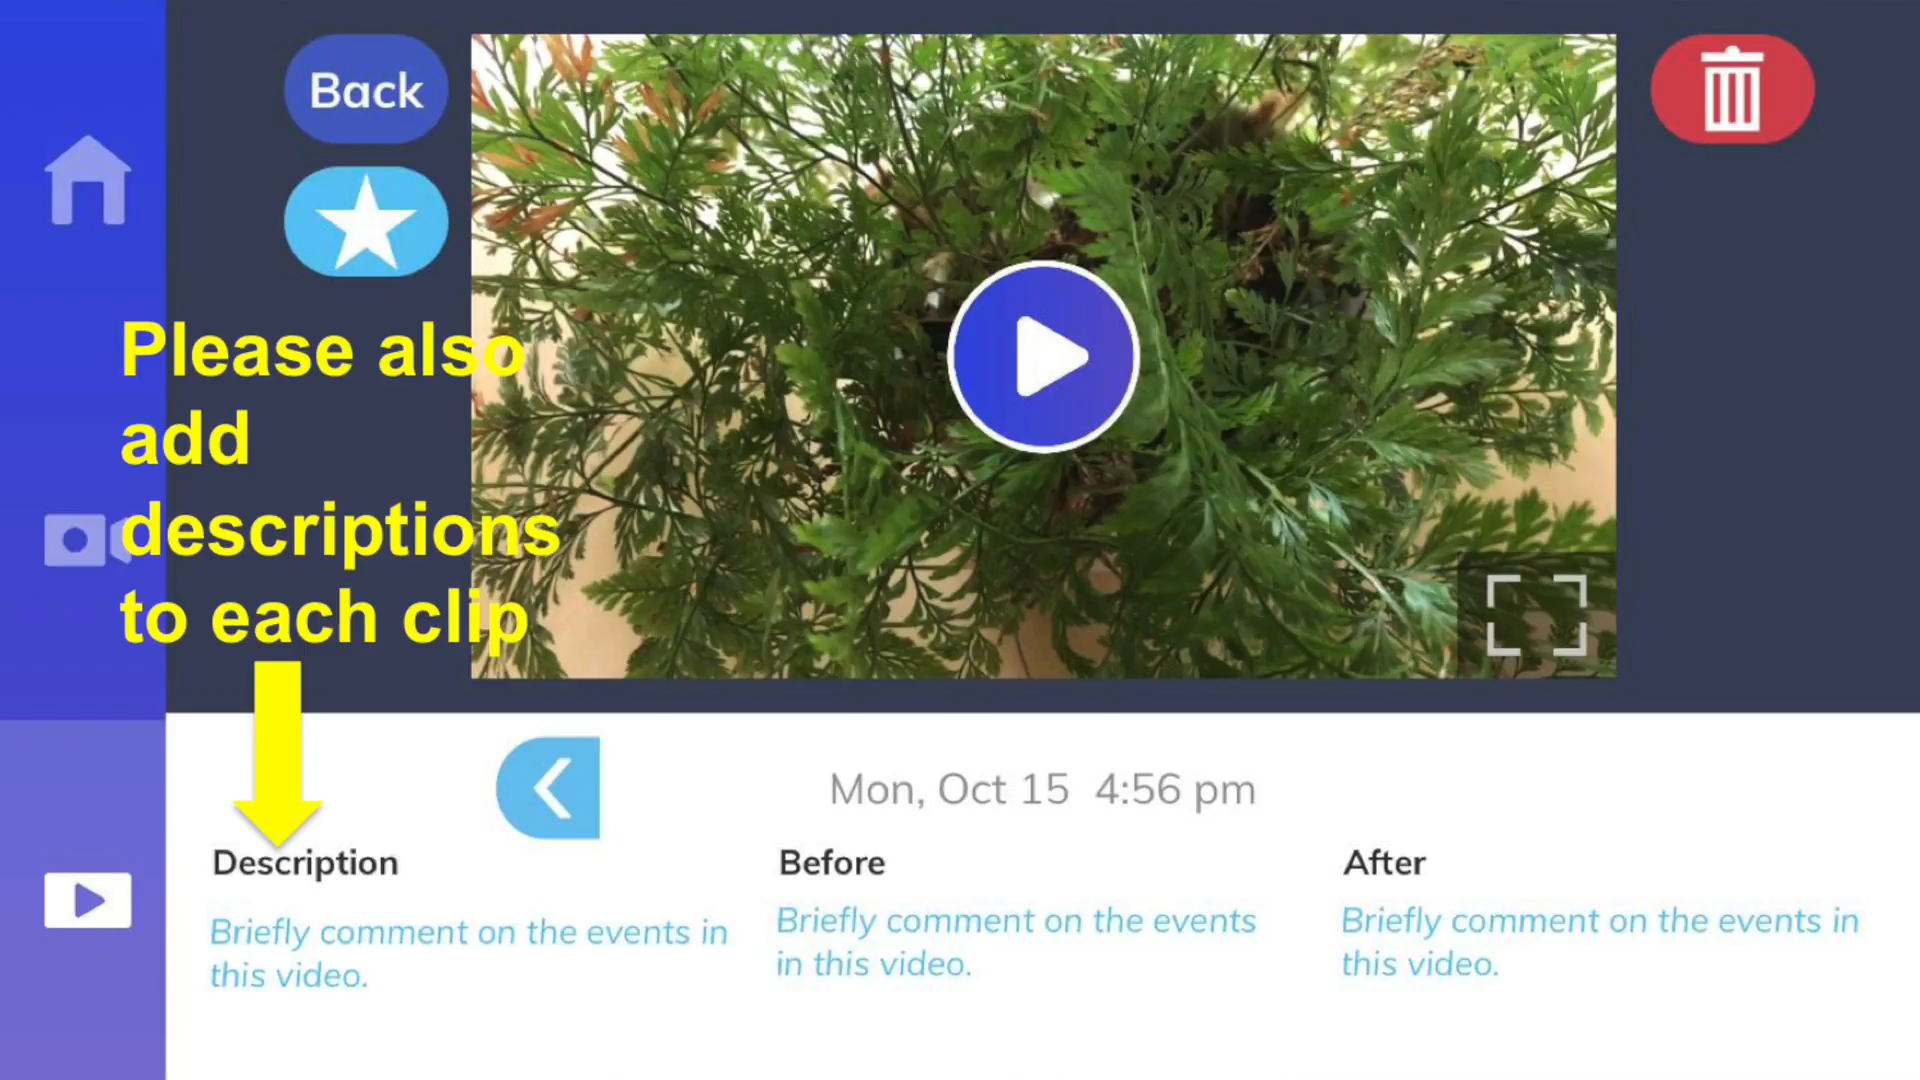 Back
Please also
add
descriptions
to each clip
Mon, Oct 15 4:56 pm
Description
Briefly comment on the events in
this video.
Before
Briefly comment on the events
in this video.
After
Briefly comment on the events in
this video.